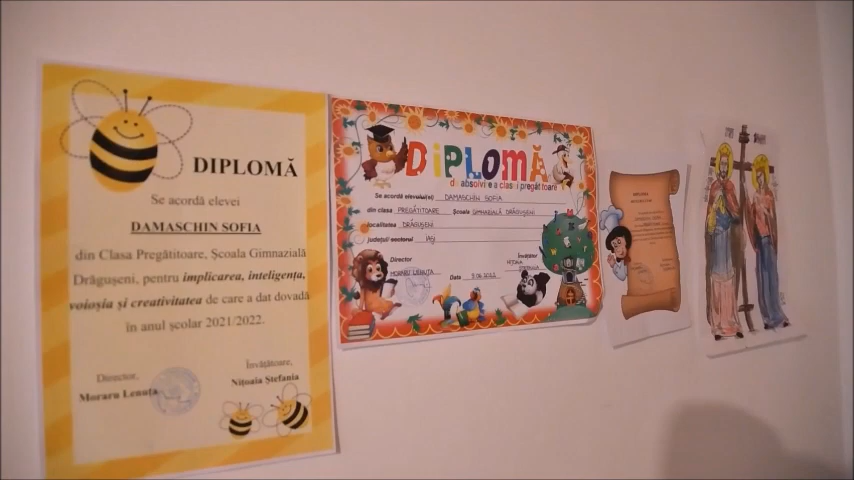 DIPLOMĂ
Se acordă elevei
DAMASCHIN SOFIA
din Clasa Pregătitoare, Școala Gimnazială
Drăgușeni, pentru implicarea, inteligența,
voioșia și creativitatea de care a dat dovadă
în anul școlar 2021/2022.
Director,
Moraru Lenuța
Învățătoare,
Nițoaia Ștefania
DIPLOMĂ
de absolvire a clasei pregătitoare
Se acordă elevului(ei) DAMASCHIN SOFIA
din clasa PREGĂTITOARE Școala GIMNAZIALĂ DRĂGUȘENI
localitatea DRĂGUȘENI
județul/ sectorul IAȘI
Director
MORARU LENUȚA
Data 9.06.2022
Învățător